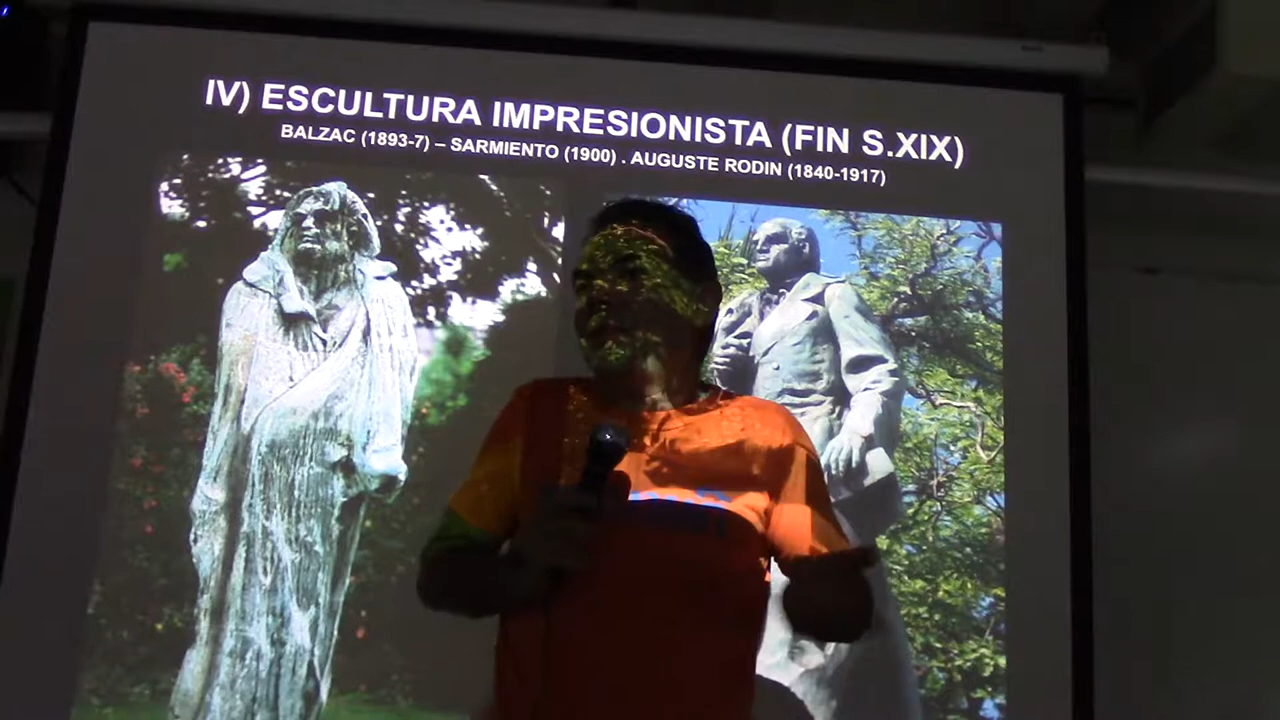 IV) ESCULTURA IMPRESIONISTA (FIN S.XIX)
BALZAC (1893-7) – SARMIENTO (1900) . AUGUSTE RODIN (1840-1917)